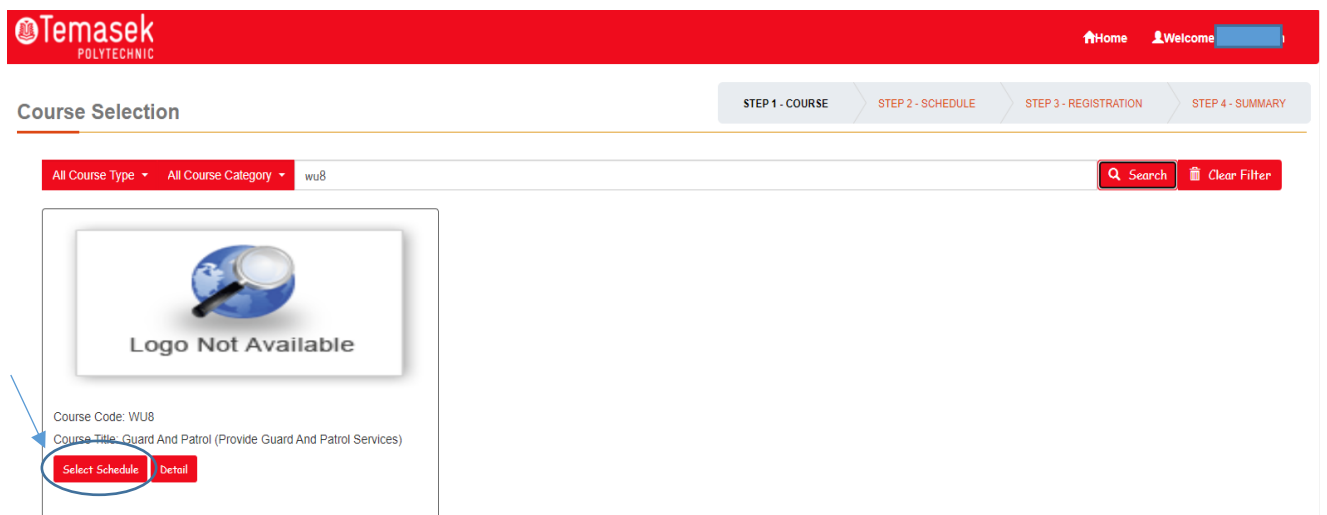 Temasek
POLYTECHNIC
Home Welcome
Course Selection
STEP 1 - COURSE STEP 2 - SCHEDULE STEP 3 - REGISTRATION STEP 4 - SUMMARY
All Course Type All Course Category wu8 Search Clear Filter
Logo Not Available
Course Code: WU8
Course Title: Guard And Patrol (Provide Guard And Patrol Services)
Select Schedule Detail